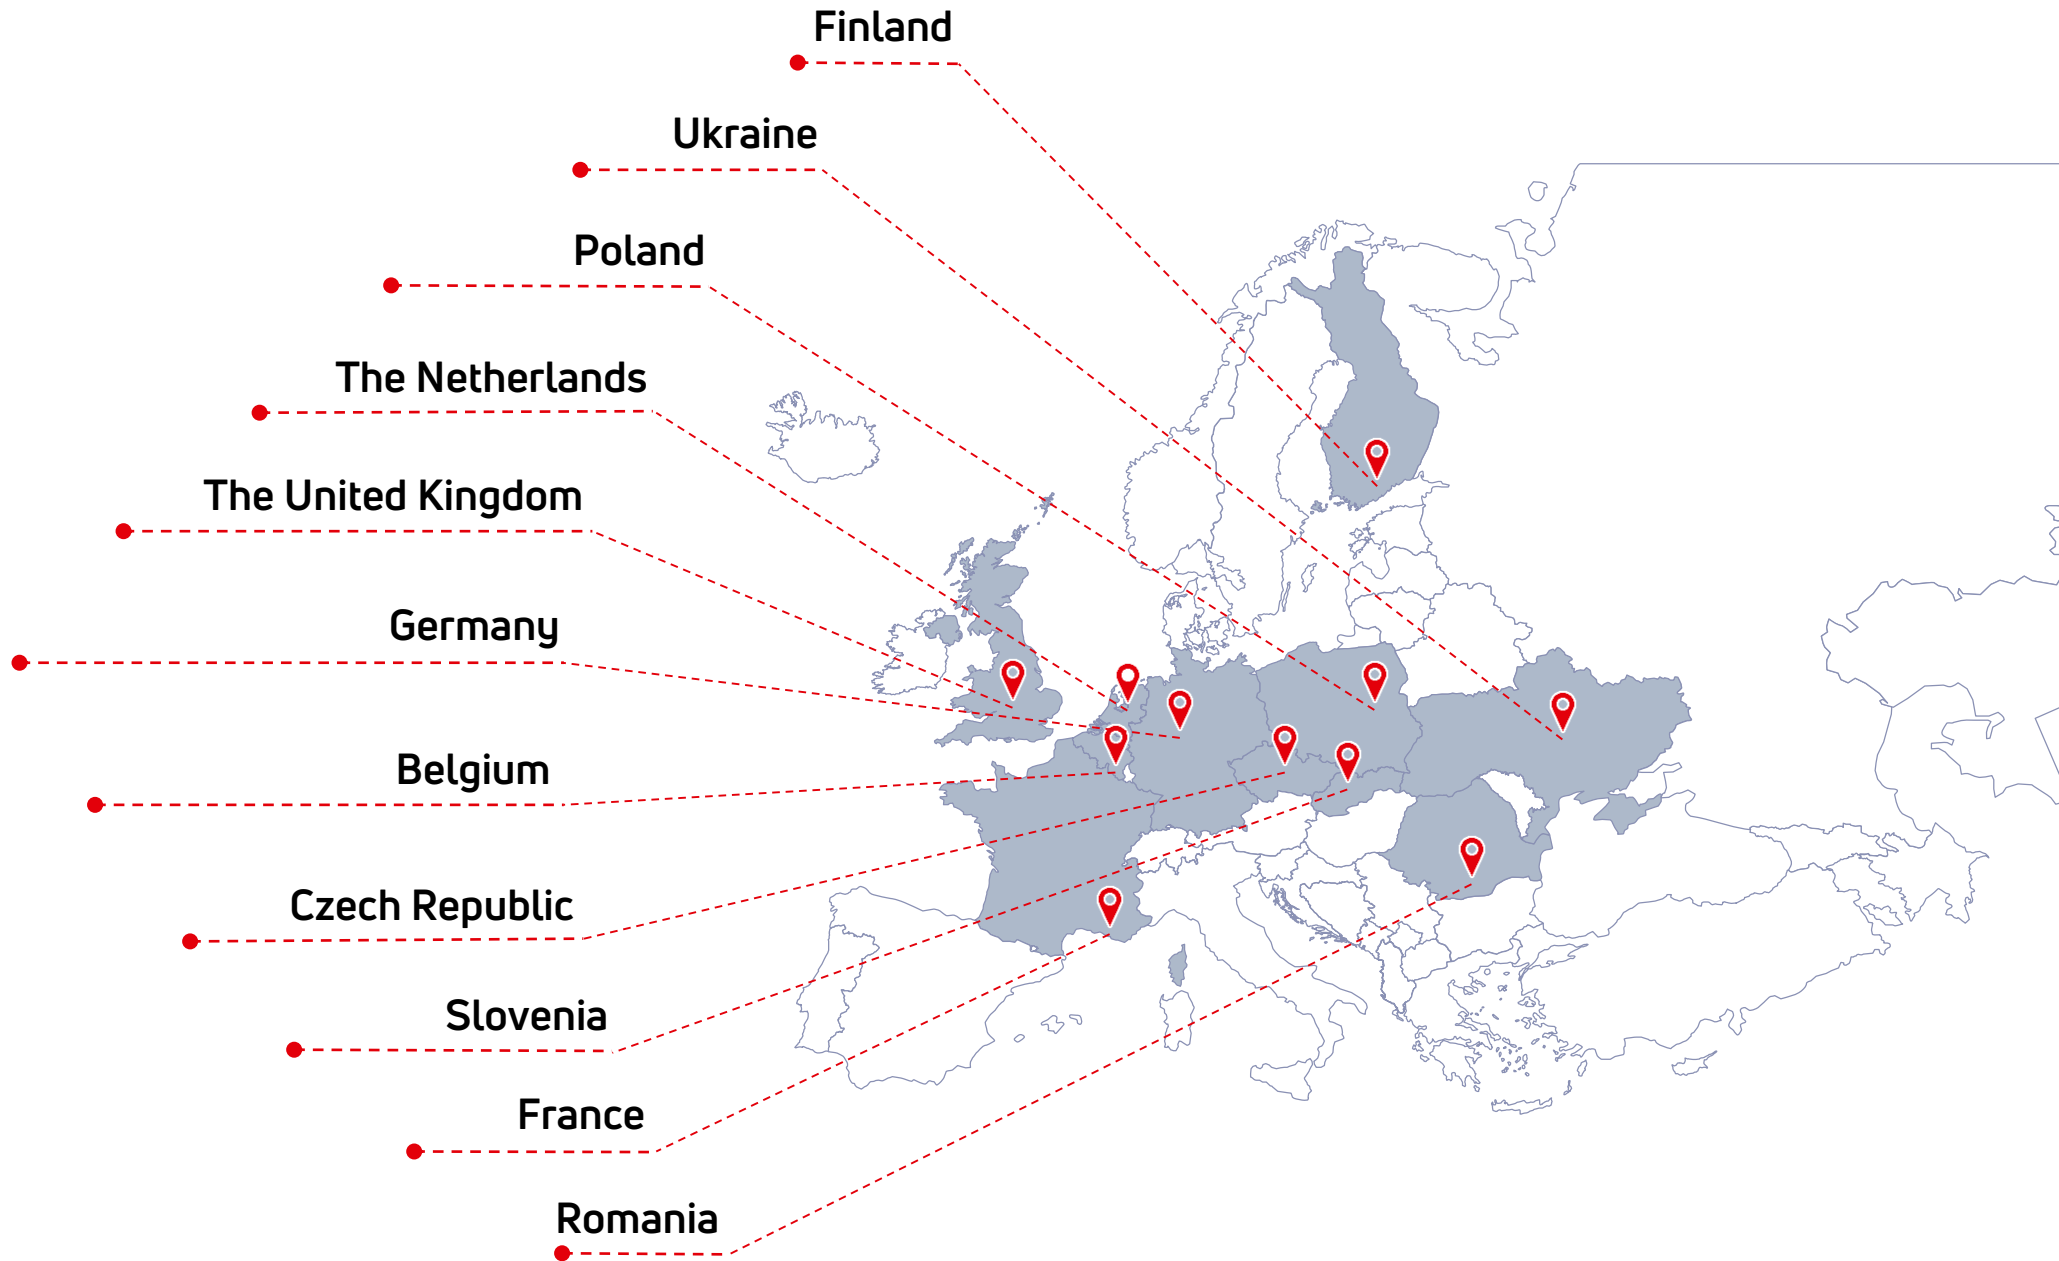 Finland
Ukraine
Poland
The Netherlands
The United Kingdom
Germany
Belgium
Czech Republic
Slovenia
France
Romania